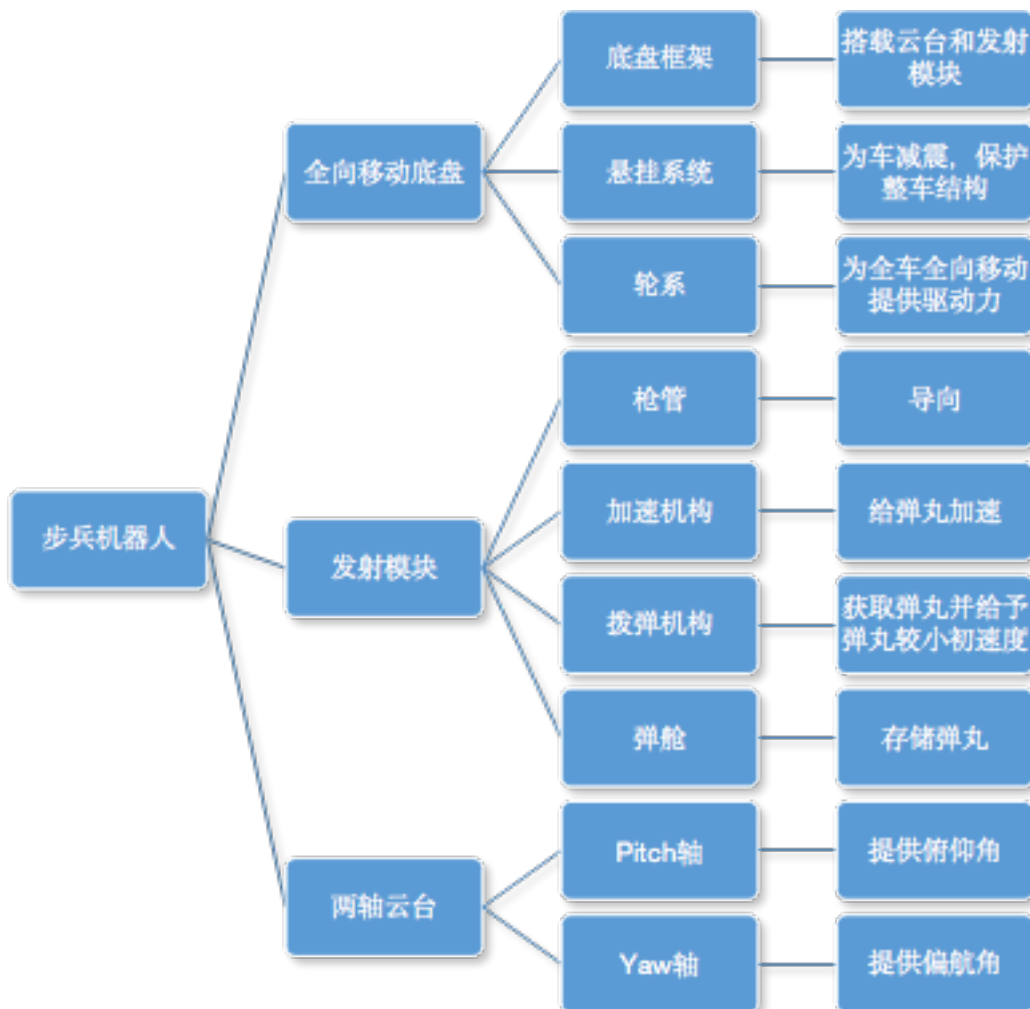 底盘框架
搭载云台和发射
模块
全向移动底盘
悬挂系统
为车减震，保护
整车结构
轮系
为全车全向移动
提供驱动力
枪管
导向
步兵机器人
发射模块
加速机构
给弹丸加速
拨弹机构
获取弹丸并给予
弹丸较小初速度
弹舱
存储弹丸
两轴云台
Pitch轴
提供俯仰角
Yaw轴
提供偏航角